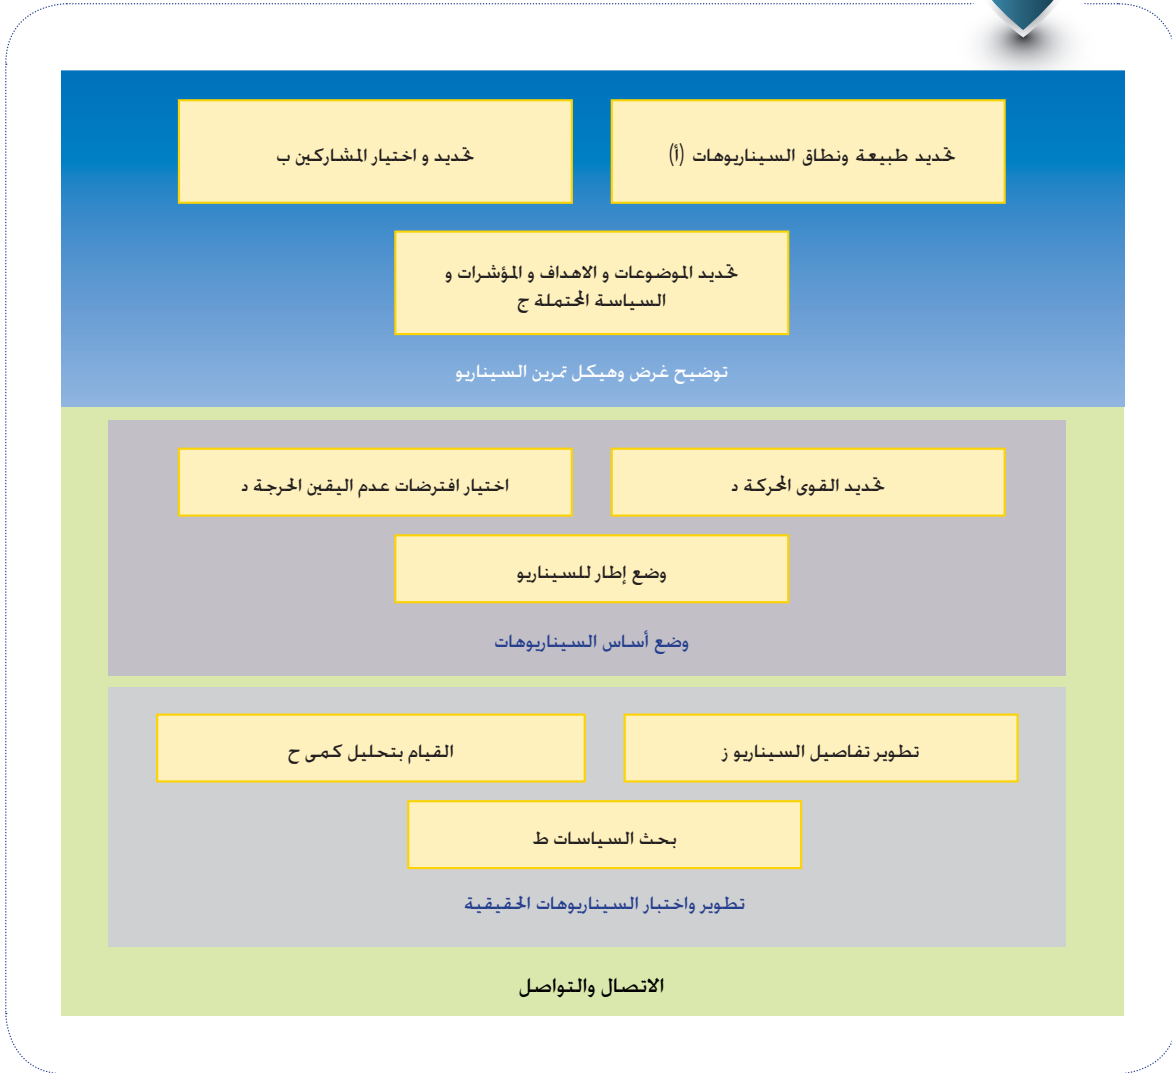 تحديد طبيعة ونطاق السيناريوهات (أ)
تحديد و اختيار المشاركين ب
تحديد الموضوعات و الاهداف و المؤشرات و
السياسة المحتملة ج
توضيح غرض وهيكل تمرين السيناريو
تحديد القوى المحركة د
اختيار افترضات عدم اليقين الحرجة د
وضع إطار للسيناريو
وضع أساس السيناريوهات
تطوير تفاصيل السيناريو ز
القيام بتحليل كمى ح
بحث السياسات ط
تطوير واختبار السيناريوهات الحقيقية
الاتصال والتواصل